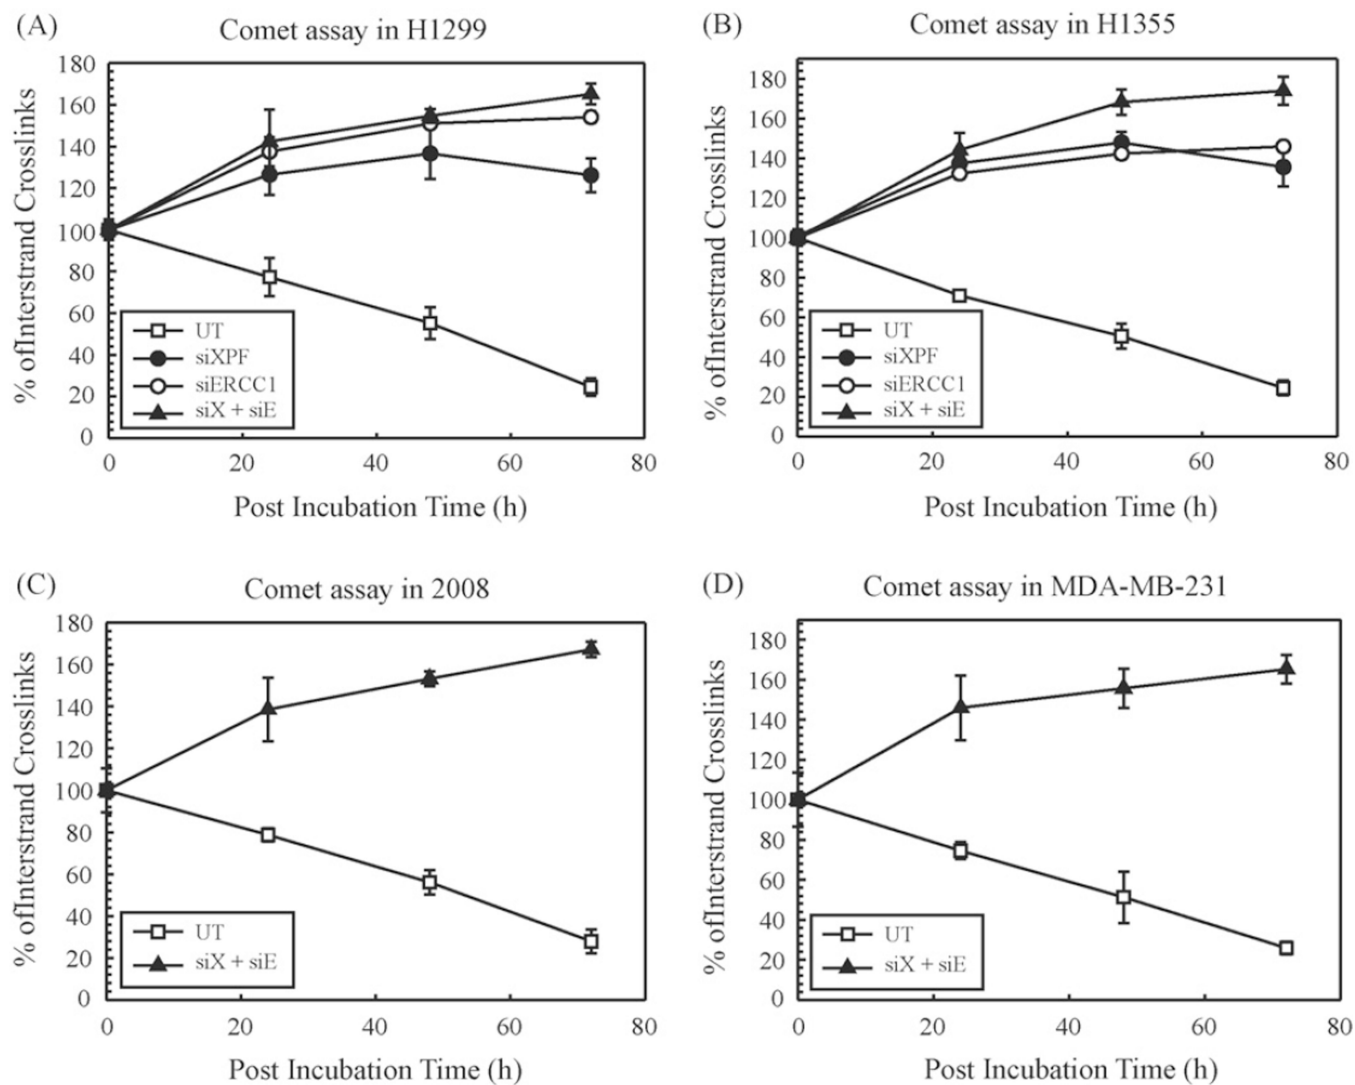 (A)
Comet assay in H1299
% ofInterstrand Crosslinks
180
160
140
120
100
80
60
40
20
0
UT
siXPF
siERCC1
siX + siE
0 20 40 60 80
Post Incubation Time (h)
(B)
Comet assay in H1355
% ofInterstrand Crosslinks
180
160
140
120
100
80
60
40
20
0
UT
siXPF
siERCC1
siX + siE
0 20 40 60 80
Post Incubation Time (h)
(C)
Comet assay in 2008
% ofInterstrand Crosslinks
180
160
140
120
100
80
60
40
20
0
UT
siX + siE
0 20 40 60 80
Post Incubation Time (h)
(D)
Comet assay in MDA-MB-231
% ofInterstrand Crosslinks
180
160
140
120
100
80
60
40
20
0
UT
siX + siE
0 20 40 60 80
Post Incubation Time (h)